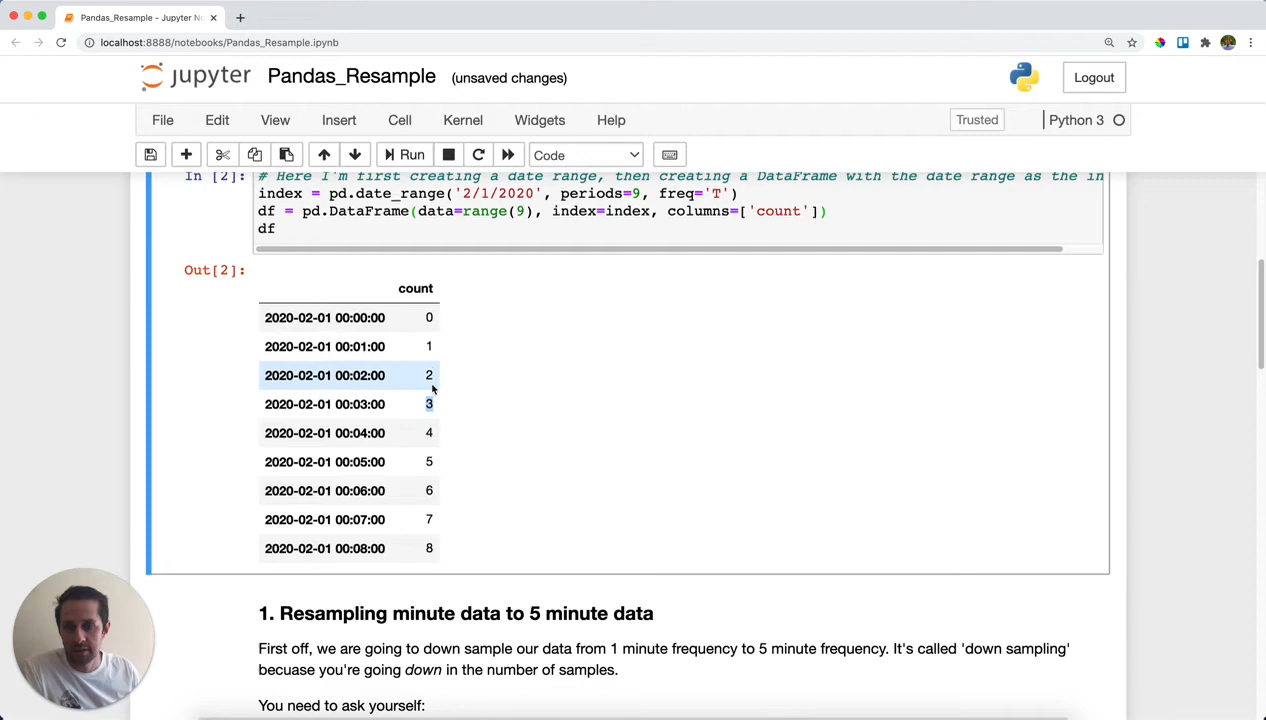 Pandas_Resample - Jupyter No
localhost:8888/notebooks/Pandas_Resample.ipynb
jupyter Pandas_Resample (unsaved changes) Logout
File Edit View Insert Cell Kernel Widgets Help Trusted Python 3
Run Code
In [2]: # Here I'm first creating a date range, then creating a DataFrame with the date range as the in
index = pd.date_range('2/1/2020', periods=9, freq='T')
df = pd.DataFrame(data=range(9), index=index, columns=['count'])
df
Out[2]:
count
2020-02-01 00:00:00 0
2020-02-01 00:01:00 1
2020-02-01 00:02:00 2
2020-02-01 00:03:00 3
2020-02-01 00:04:00 4
2020-02-01 00:05:00 5
2020-02-01 00:06:00 6
2020-02-01 00:07:00 7
2020-02-01 00:08:00 8
1. Resampling minute data to 5 minute data
First off, we are going to down sample our data from 1 minute frequency to 5 minute frequency. It's called 'down sampling'
becuase you're going down in the number of samples.
You need to ask yourself: